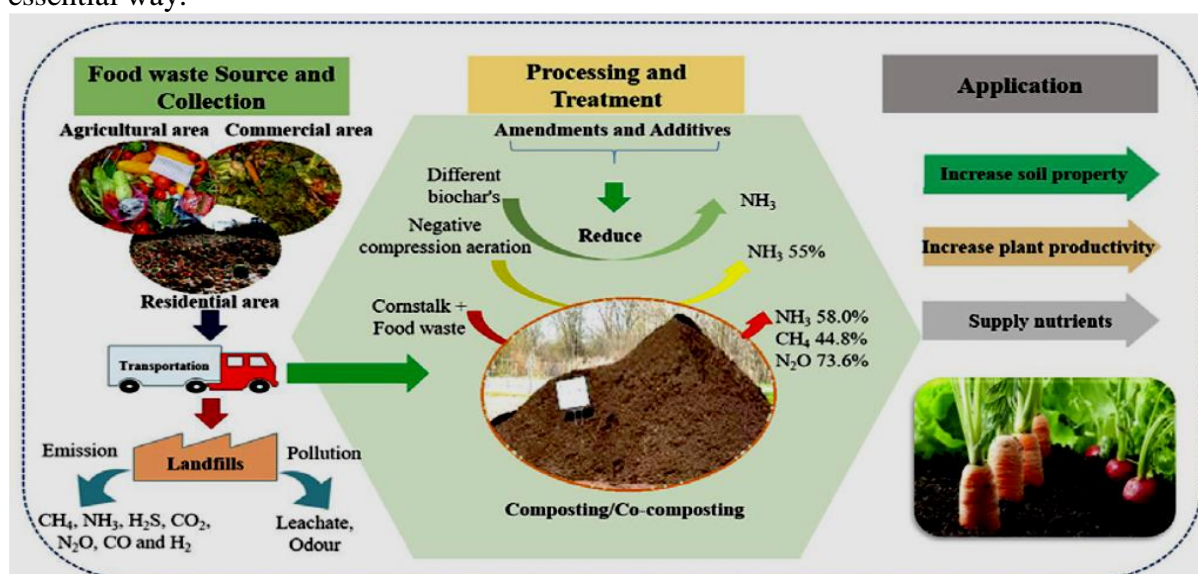 essential way.
Food waste Source and
Collection
Agricultural area
Commercial area
Residential area
Transportation
Emission
Landfills
Pollution
CH₄, NH₃, H₂S, CO₂,
N₂O, CO and H₂
Leachate,
Odour
Processing and
Treatment
Amendments and Additives
Different
biochar's
Negative
compression aeration
Cornstalk +
Food waste
Reduce
NH₃
NH₃ 55%
NH₃ 58.0%
CH₄ 44.8%
N₂O 73.6%
Composting/Co-composting
Application
Increase soil property
Increase plant productivity
Supply nutrients